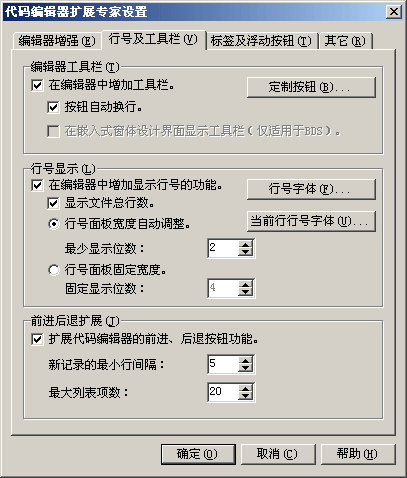 代码编辑器扩展专家设置
编辑器增强(E) 行号及工具栏(V) 标签及浮动按钮(T) 其它(R)
编辑器工具栏(T)
在编辑器中增加工具栏。 定制按钮(B)...
按钮自动换行。
在嵌入式窗体设计界面显示工具栏(仅适用于BDS)。
行号显示(L)
在编辑器中增加显示行号的功能。 行号字体(F)...
显示文件总行数。
行号面板宽度自动调整。 当前行行号字体(U)...
最少显示位数: 2
行号面板固定宽度。
固定显示位数: 4
前进后退扩展(J)
扩展代码编辑器的前进、后退按钮功能。
新记录的最小行间隔: 5
最大列表项数: 20
确定(O) 取消(C) 帮助(H)